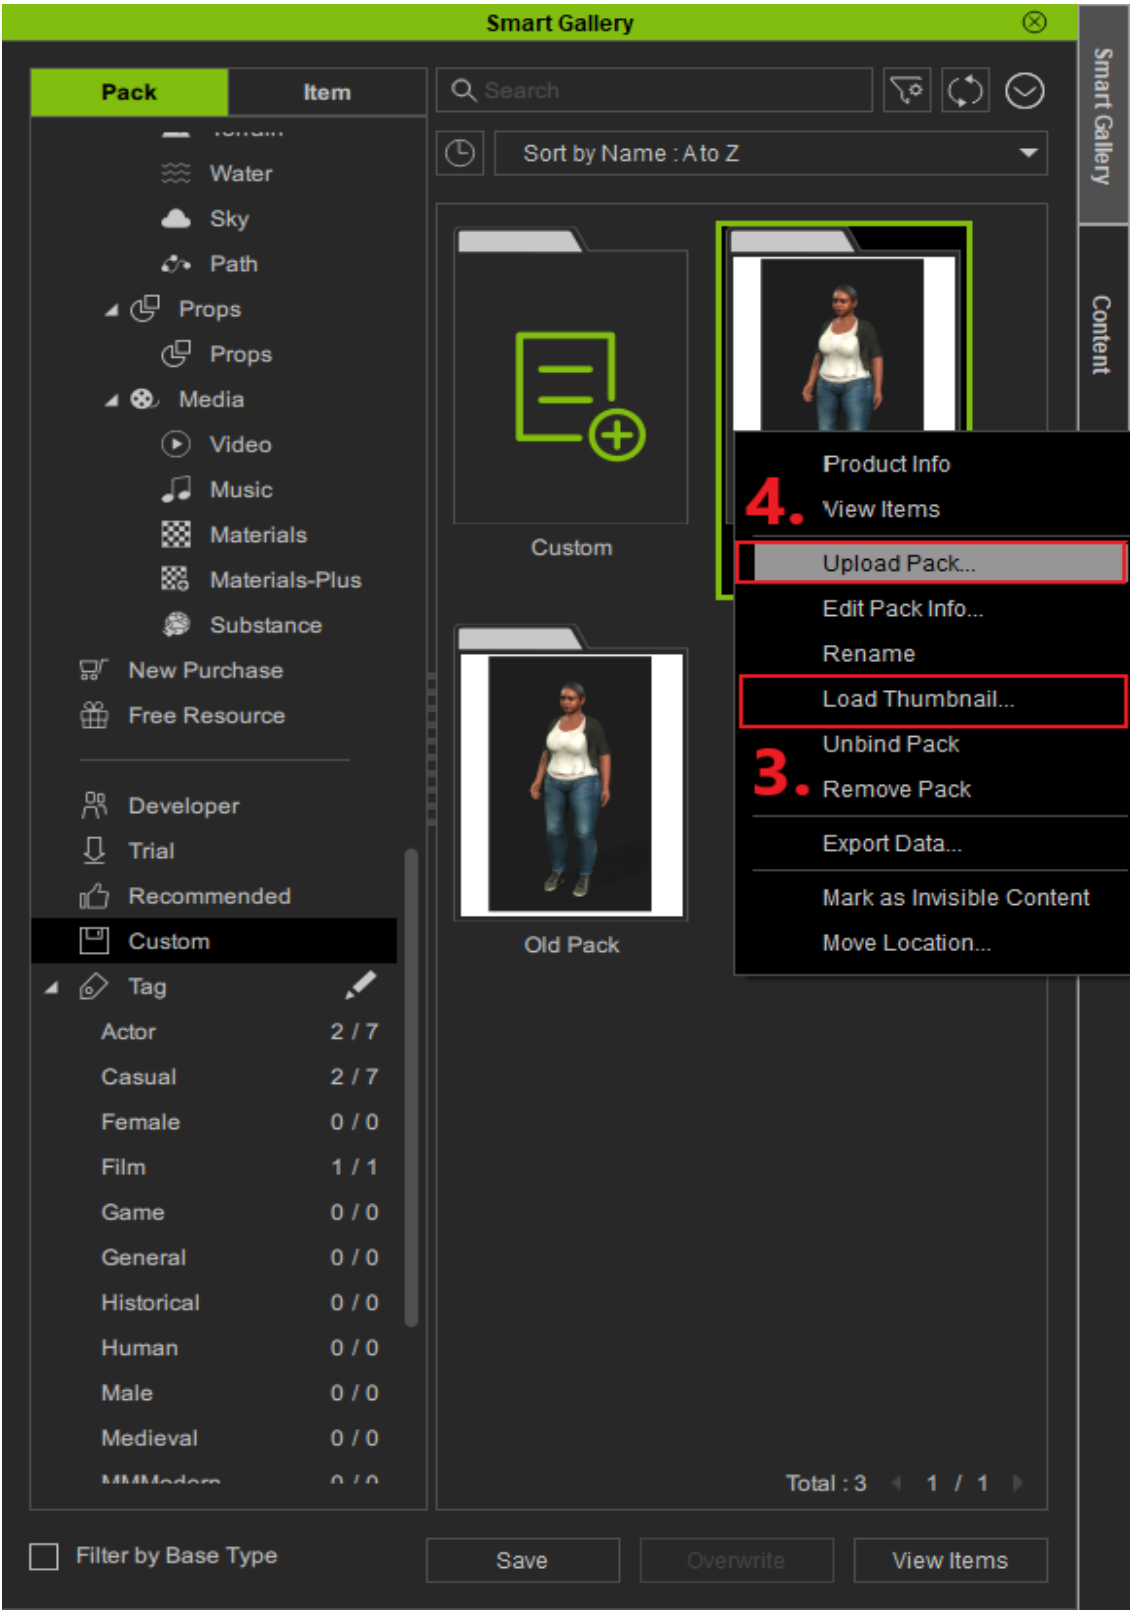 Smart Gallery
Smart Gallery
Content
Pack
Item
Search
Sort by Name : A to Z
Terrain
Water
Sky
Path
Props
Props
Media
Video
Music
Materials
Materials-Plus
Substance
New Purchase
Free Resource
Developer
Trial
Recommended
Custom
Tag
Actor 2 / 7
Casual 2 / 7
Female 0 / 0
Film 1 / 1
Game 0 / 0
General 0 / 0
Historical 0 / 0
Human 0 / 0
Male 0 / 0
Medieval 0 / 0
MMModern 0 / 0
Custom
Old Pack
Product Info
4.
View Items
Upload Pack...
Edit Pack Info...
Rename
Load Thumbnail...
Unbind Pack
3.
Remove Pack
Export Data...
Mark as Invisible Content
Move Location...
Total : 3 1 / 1
Filter by Base Type
Save
Overwrite
View Items